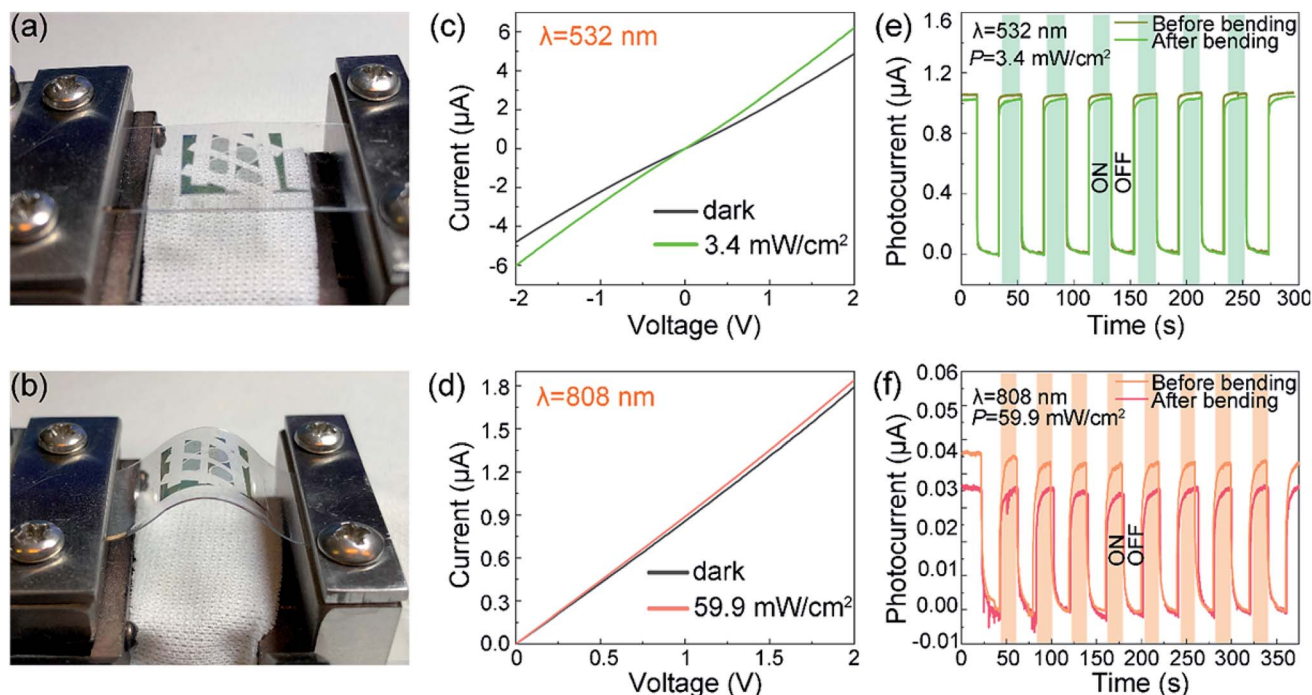 (a)
(b)
(c)
λ=532 nm
Current (μA)
6
4
2
0
-2
-4
-6
-2
-1
0
1
2
Voltage (V)
dark
3.4 mW/cm²
(d)
λ=808 nm
Current (μA)
1.8
1.5
1.2
0.9
0.6
0.3
0.0
0
0.5
1
1.5
2
Voltage (V)
dark
59.9 mW/cm²
(e)
λ=532 nm
P=3.4 mW/cm²
Before bending
After bending
Photocurrent (μA)
1.6
1.2
0.8
0.4
0.0
ON
OFF
0
50
100
150
200
250
300
Time (s)
(f)
λ=808 nm
P=59.9 mW/cm²
Before bending
After bending
Photocurrent (μA)
0.06
0.04
0.03
0.02
0.01
0.00
-0.01
ON
OFF
0
50
100
150
200
250
300
350
Time (s)